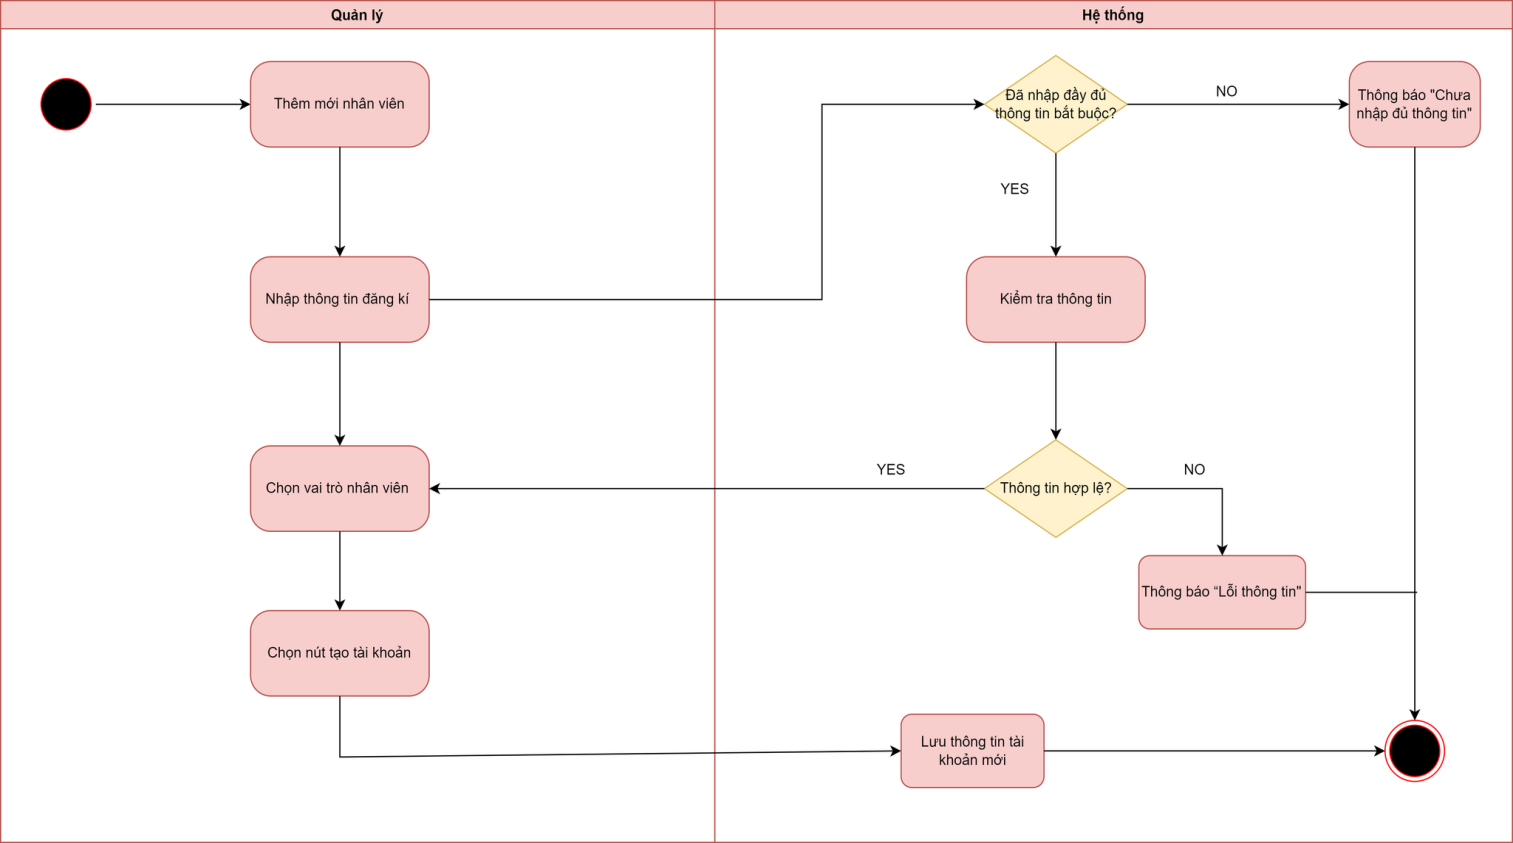 Quản lý
Hệ thống
Thêm mới nhân viên
Đã nhập đầy đủ
thông tin bắt buộc?
NO
Thông báo "Chưa
nhập đủ thông tin"
YES
Nhập thông tin đăng kí
Kiểm tra thông tin
Chọn vai trò nhân viên
YES
Thông tin hợp lệ?
NO
Thông báo “Lỗi thông tin"
Chọn nút tạo tài khoản
Lưu thông tin tài
khoản mới